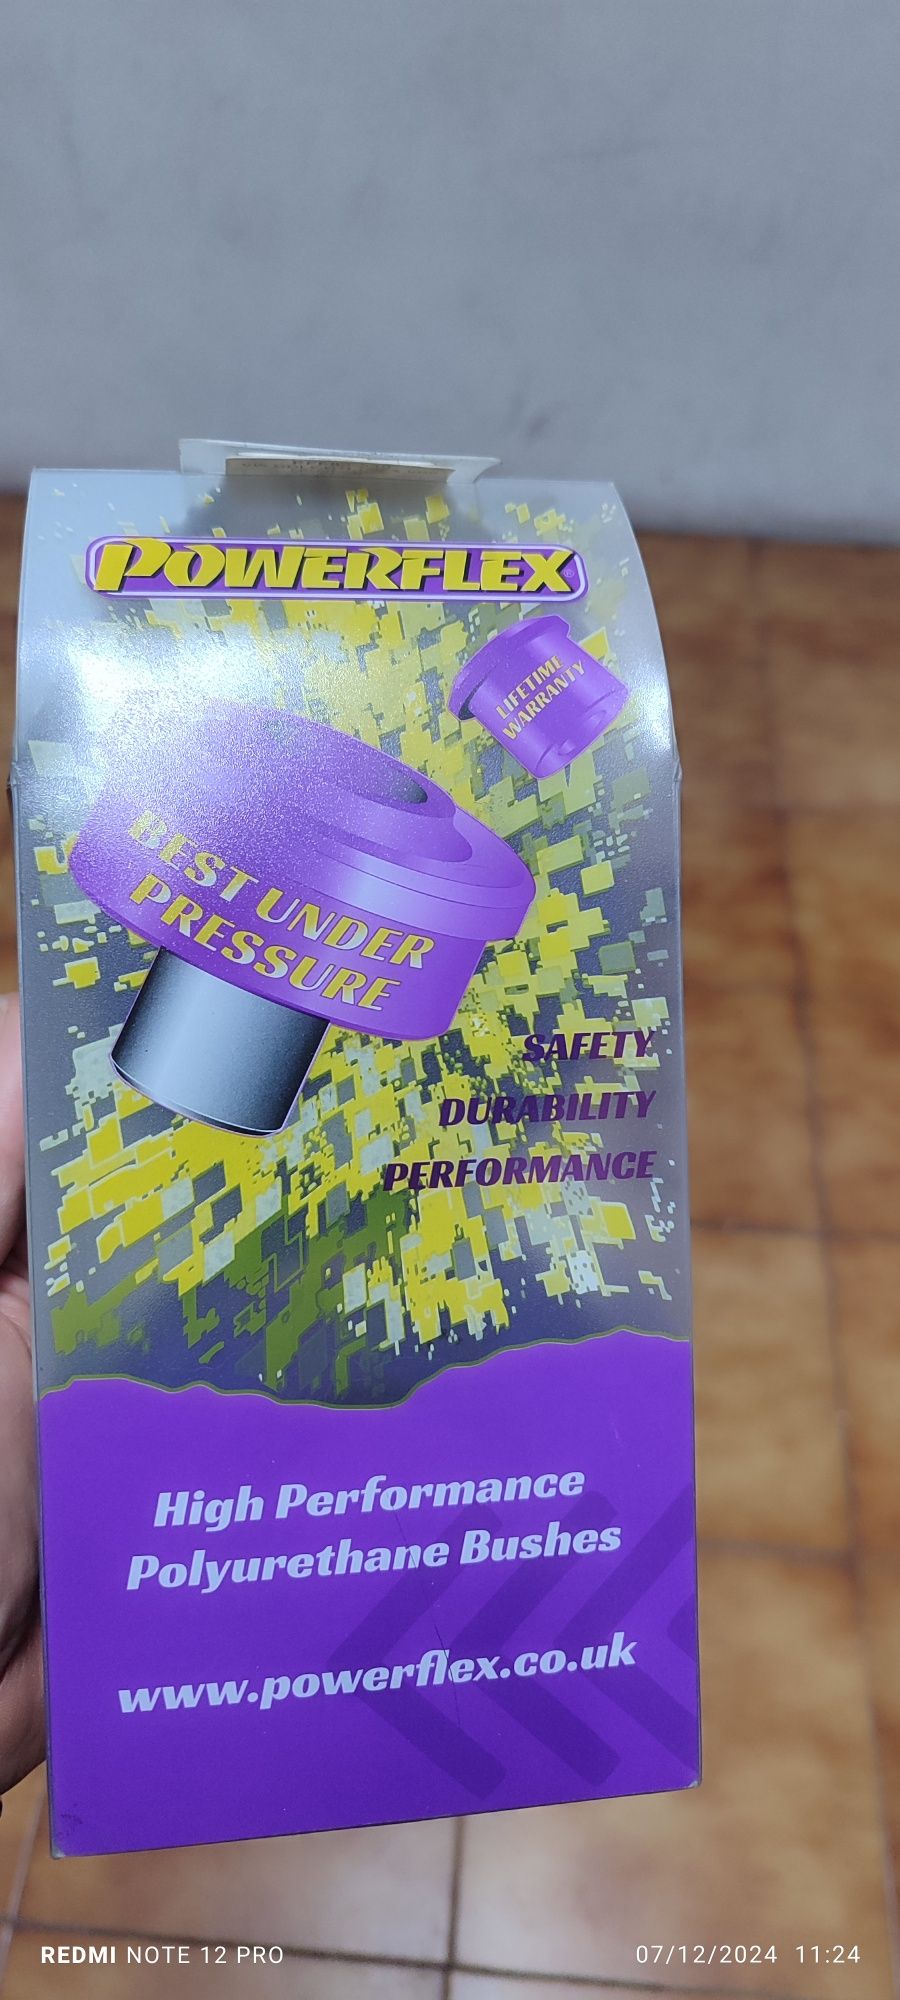 POWERFLEX®
LIFETIME
WARRANTY
BEST UNDER
PRESSURE
SAFETY
DURABILITY
PERFORMANCE
High Performance
Polyurethane Bushes
www.powerflex.co.uk
REDMI NOTE 12 PRO
07/12/2024 11:24